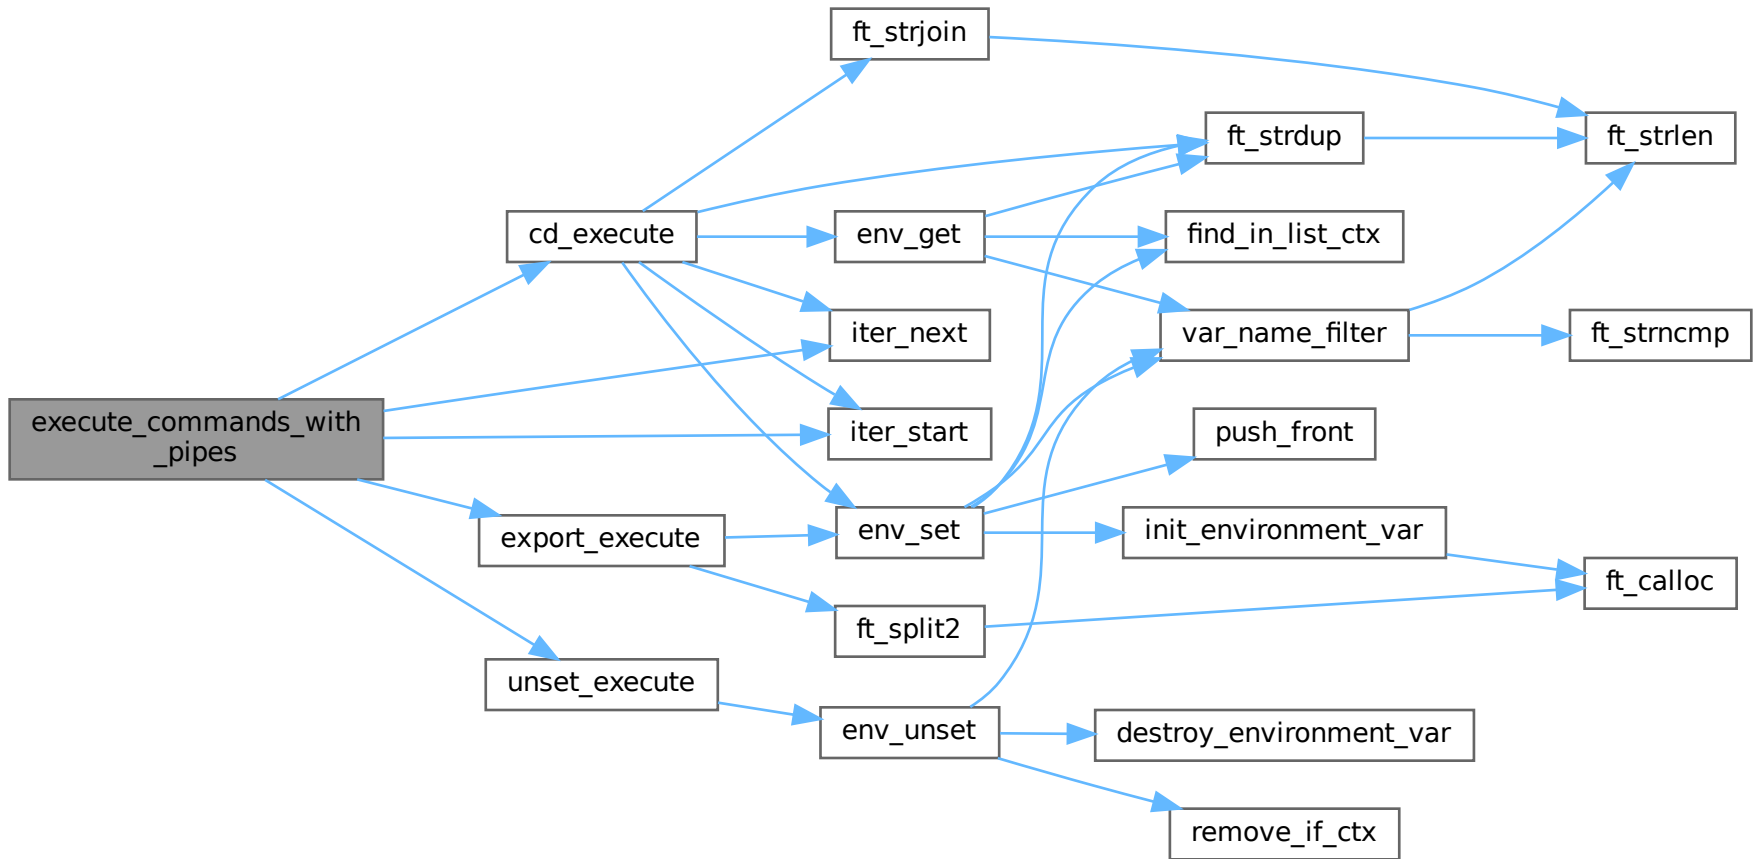 ft_strjoin
ft_strdup
ft_strlen
cd_execute
env_get
find_in_list_ctx
iter_next
var_name_filter
ft_strncmp
execute_commands_with
_pipes
iter_start
push_front
export_execute
env_set
init_environment_var
ft_calloc
ft_split2
unset_execute
env_unset
destroy_environment_var
remove_if_ctx